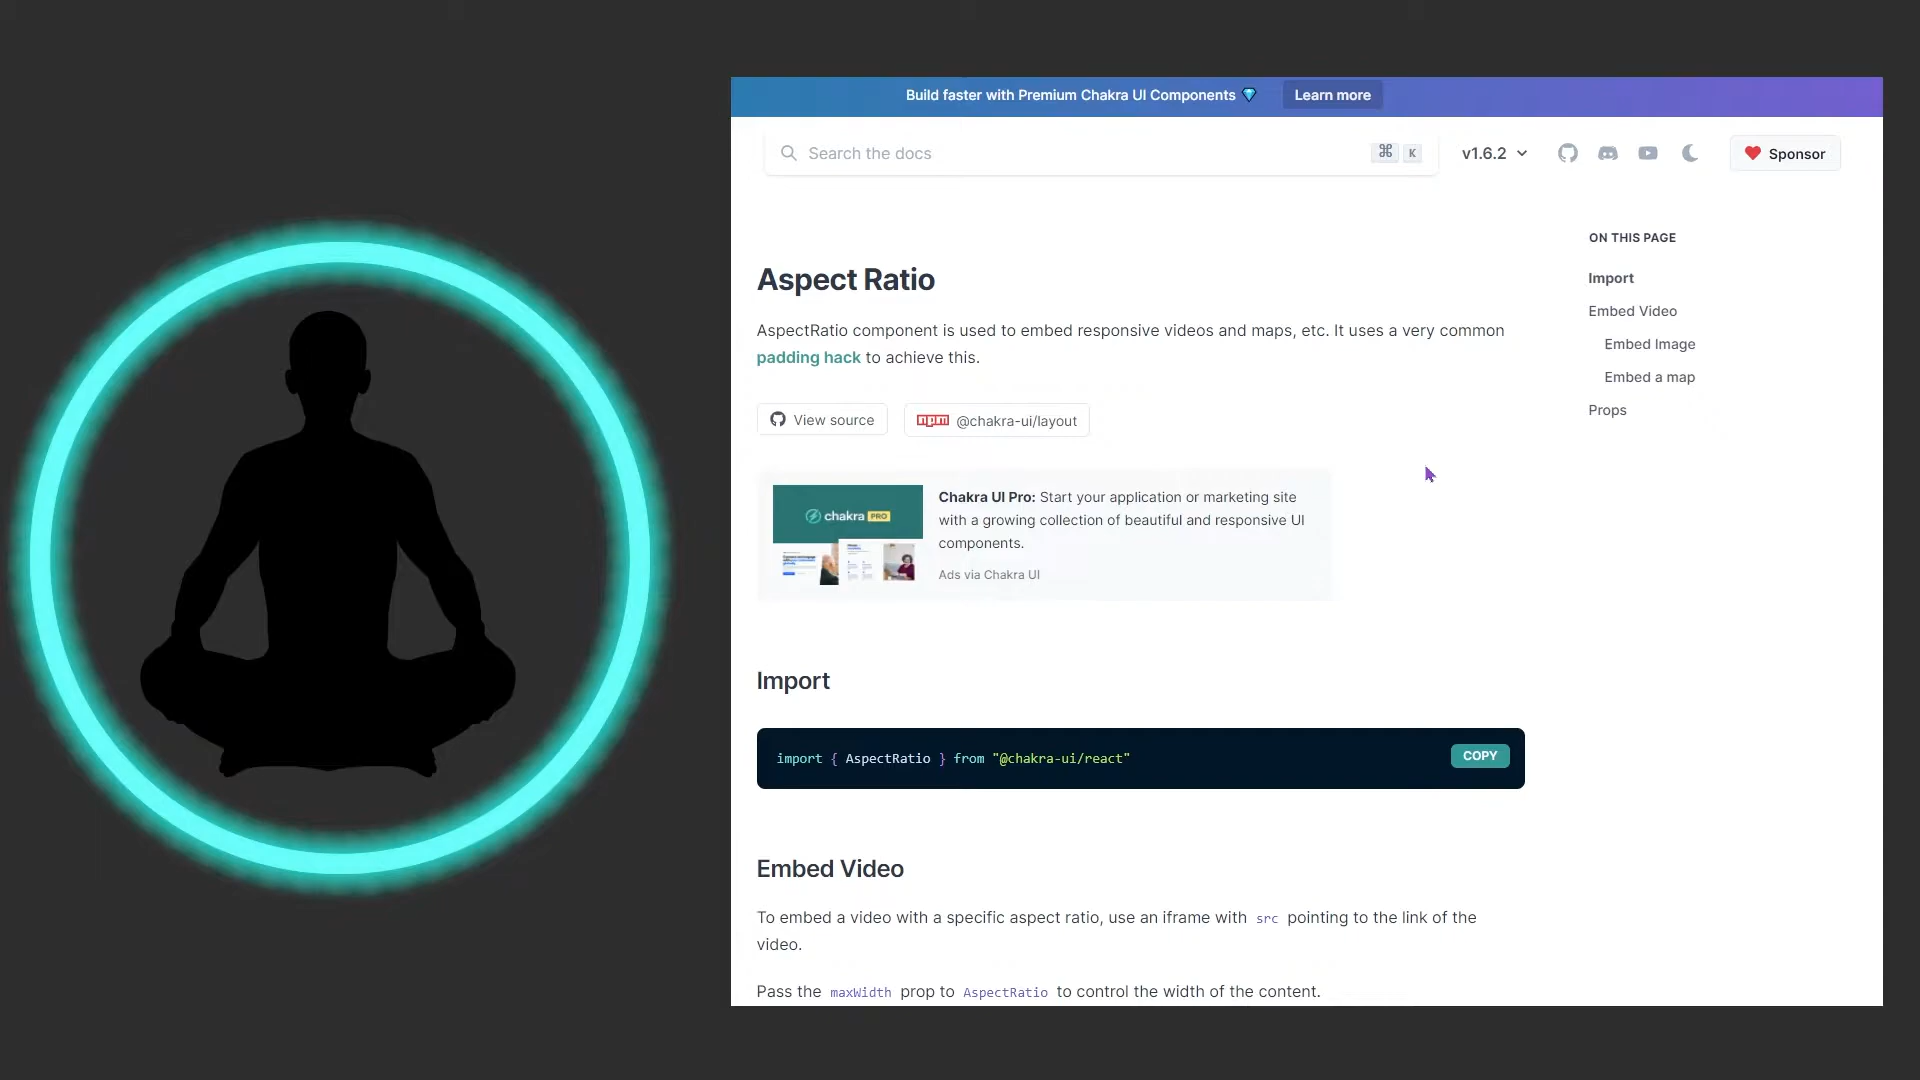 Build faster with Premium Chakra UI Components 💎 Learn more
Search the docs ⌘ K v1.6.2 Sponsor
ON THIS PAGE
Import
Embed Video
Embed Image
Embed a map
Props
Aspect Ratio
AspectRatio component is used to embed responsive videos and maps, etc. It uses a very common
padding hack to achieve this.
View source npm @chakra-ui/layout
chakra PRO
Chakra UI Pro: Start your application or marketing site
with a growing collection of beautiful and responsive UI
components.
Ads via Chakra UI
Import
import { AspectRatio } from "@chakra-ui/react" COPY
Embed Video
To embed a video with a specific aspect ratio, use an iframe with src pointing to the link of the
video.
Pass the maxWidth prop to AspectRatio to control the width of the content.